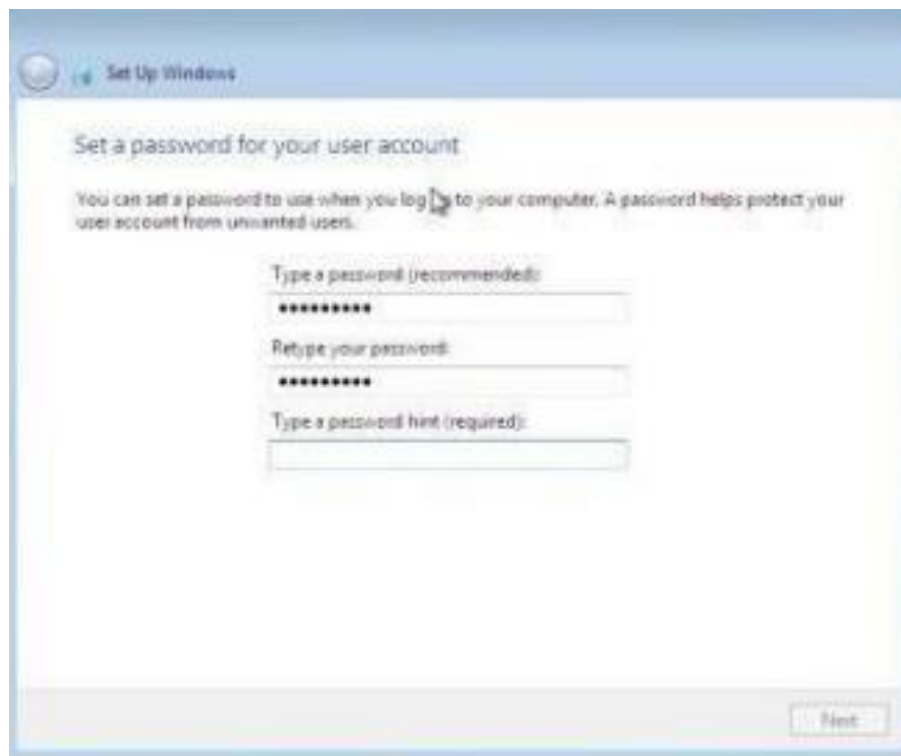 Set Up Windows
Set a password for your user account
You can set a password to use when you log to your computer. A password helps protect your
user account from unwanted users.
Type a password (recommended):
•••••••••
Retype your password:
•••••••••
Type a password hint (required):
Next